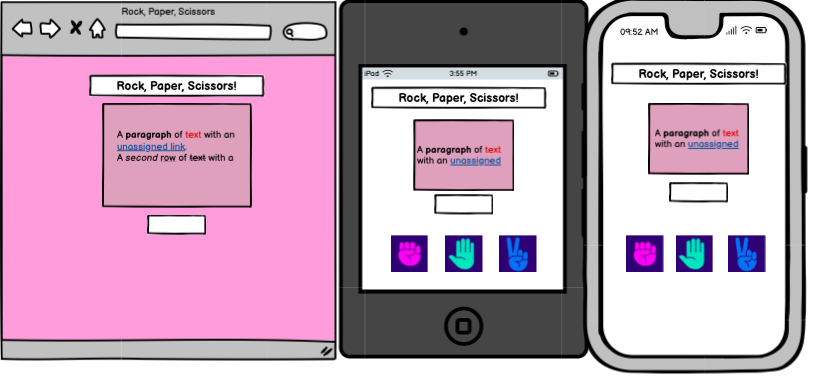 Rock, Paper, Scissors
Rock, Paper, Scissors!
A paragraph of text with an
unassigned link.
A second row of text with a
iPad
3:55 PM
Rock, Paper, Scissors!
A paragraph of text
with an unassigned
09:52 AM
Rock, Paper, Scissors!
A paragraph of text
with an unassigned